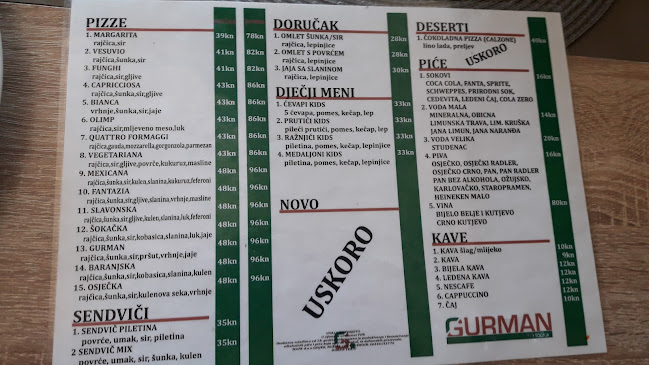 PIZZE
1. MARGARITA 39kn 78kn
rajčica,sir
2. VESUVIO 41kn 82kn
rajčica,šunka,sir
3. FUNGHI 41kn 82kn
rajčica,šunka,sir,gljive
4. CAPRICCIOSA 43kn 86kn
rajčica,šunka,sir,gljive
5. BIANCA 43kn 86kn
vrhnje,šunka,sir,jaje
6. OLIMP 43kn 86kn
rajčica,sir,mljeveno meso,luk
7. QUATTRO FORMAGGI 43kn 86kn
rajčica,gauda,mozzarella,gorgonzola,parmezan
8. VEGETARIANA 43kn 86kn
rajčica,sir,gljive,povrće,kukuruz,masline
9. MEXICANA 48kn 96kn
rajčica,šunka,sir,kulen,slanina,kukuruz,feferoni
10. FANTAZIA 48kn 96kn
rajčica,šunka,sir,gljive,slanina,vrhnje,masline
11. SLAVONSKA 48kn 96kn
rajčica,šunka,sir,gljive,kulen,slanina,luk,feferoni
12. ŠOKAČKA 48kn 96kn
rajčica,šunka,sir,kobasica,slanina,luk,jaje
13. GURMAN 48kn 96kn
rajčica,šunka,sir,pršut,vrhnje,jaje
14. BARANJSKA 48kn 96kn
rajčica,šunka,sir,kobasica,slanina,kulen
15. OSJEČKA 48kn 96kn
rajčica,šunka,sir,kulenova seka,vrhnje
SENDVIČI
1. SENDVIČ PILETINA 35kn
povrće, umak, sir, piletina
2 SENDVIČ MIX 35kn
povrće, umak, sir, šunka, kulen
DORUČAK
1. OMLET ŠUNKA/SIR 28kn
rajčica, lepinjice
2. OMLET S POVRĆEM 28kn
rajčica, lepinjice
3. JAJA SA SLANINOM 30kn
rajčica, lepinjice
DJEČJI MENI
1. ČEVAPI KIDS 33kn
5 ćevapa, pomes, kečap, lep
2. PRUTIĆI KIDS 33kn
pileći prutići, pomes, kečap
3. RAŽNJIĆI KIDS 33kn
piletina, pomes, kečap, lepinjice
4. MEDALJONI KIDS 33kn
piletina, pomes, kečap, lepinjice
NOVO
USKORO
DESERTI
1. ČOKOLADNA PIZZA (CALZONE) 40kn
lino lada, preljev
USKORO
PIĆE
1. SOKOVI 16kn
COCA COLA, FANTA, SPRITE,
SCHWEPPES, PRIRODNI SOK,
CEDEVITA, LEDENI ČAJ, COLA ZERO
2. VODA MALA 14kn
MINERALNA, OBICNA
LIMUNSKA TRAVA, LIM. KRUŠKA
JANA LIMUN, JANA NARANĐA
3. VODA VELIKA 20kn
STUDENAC
4. PIVA 16kn
OSJEČKO, OSJEČKI RADLER,
OSJEČKO CRNO, PAN, PAN RADLER
PAN BEZ ALKOHOLA, OŽUJSKO,
KARLOVAČKO, STAROPRAMEN,
HEINEKEN MALO
5. VINA 80kn
BIJELO BELJE I KUTJEVO
CRNO KUTJEVO
KAVE
1. KAVA šlag/mlijeko 10kn
2. KAVA 9kn
3. BIJELA KAVA 12kn
4. LEDENA KAVA 12kn
5. NESCAFE 12kn
6. CAPPUCCINO 12kn
7. ČAJ 10kn
GURMAN